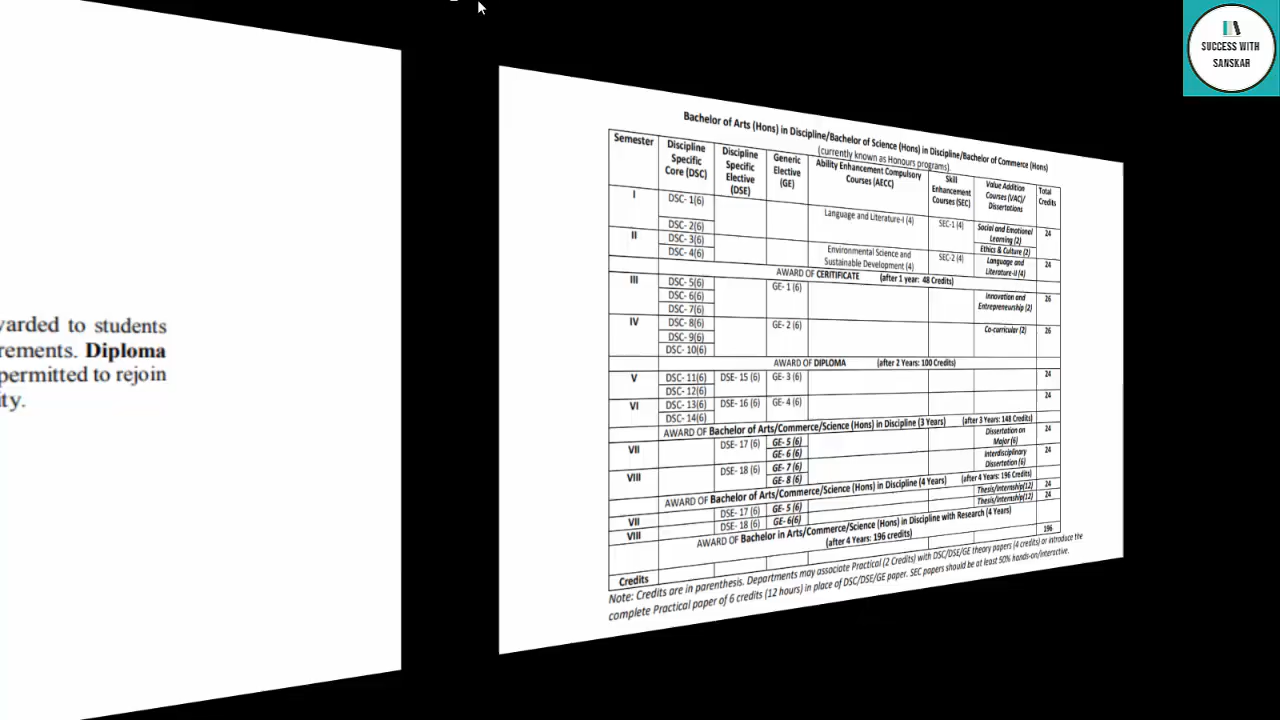 SUCCESS WITH
SANSKAR
warded to students
rements. Diploma
permitted to rejoin
ity.
Bachelor of Arts (Hons) in Discipline/Bachelor of Science (Hons) in Discipline/Bachelor of Commerce (Hons)
(currently known as Honours programs)
Semester Discipline Specific Core (DSC) Discipline Specific Elective (DSE) Generic Elective (GE) Ability Enhancement Compulsory Courses (AECC) Skill Enhancement Courses (SEC) Value Addition Courses (VAC)/ Dissertations Total Credits
I DSC- 1(6) Language and Literature-I (4) SEC-1 (4) Social and Emotional Learning (2) 24
DSC- 2(6) Ethics & Culture (2)
II DSC- 3(6) Environmental Science and Sustainable Development (4) SEC-2 (4) Language and Literature-II (4) 24
DSC- 4(6)
AWARD OF CERITIFICATE (after 1 year: 48 Credits)
III DSC- 5(6) GE- 1 (6) Innovation and Entrepreneurship (2) 26
DSC- 6(6)
DSC- 7(6)
IV DSC- 8(6) GE- 2 (6) Co-curricular (2) 26
DSC- 9(6)
DSC- 10(6)
AWARD OF DIPLOMA (after 2 Years: 100 Credits)
V DSC- 11(6) DSE- 15 (6) GE- 3 (6) 24
DSC- 12(6)
VI DSC- 13(6) DSE- 16 (6) GE- 4 (6) 24
DSC- 14(6)
AWARD OF Bachelor of Arts/Commerce/Science (Hons) in Discipline (3 Years) (after 3 Years: 148 Credits)
VII DSE- 17 (6) GE- 5 (6) Dissertation on Major (6) 24
GE- 6 (6)
VIII DSE- 18 (6) GE- 7 (6) Interdisciplinary Dissertation (6) 24
GE- 8 (6)
AWARD OF Bachelor of Arts/Commerce/Science (Hons) in Discipline (4 Years) (after 4 Years: 196 Credits)
VII DSE- 17 (6) GE- 5 (6) Thesis/internship(12) 24
VIII DSE- 18 (6) GE- 6(6) Thesis/internship(12) 24
AWARD OF Bachelor in Arts/Commerce/Science (Hons) in Discipline with Research (4 Years)
(after 4 Years: 196 credits)
Credits 196
Note: Credits are in parenthesis. Departments may associate Practical (2 Credits) with DSC/DSE/GE theory papers (4 credits) or introduce the
complete Practical paper of 6 credits (12 hours) in place of DSC/DSE/GE paper. SEC papers should be at least 50% hands-on/interactive.